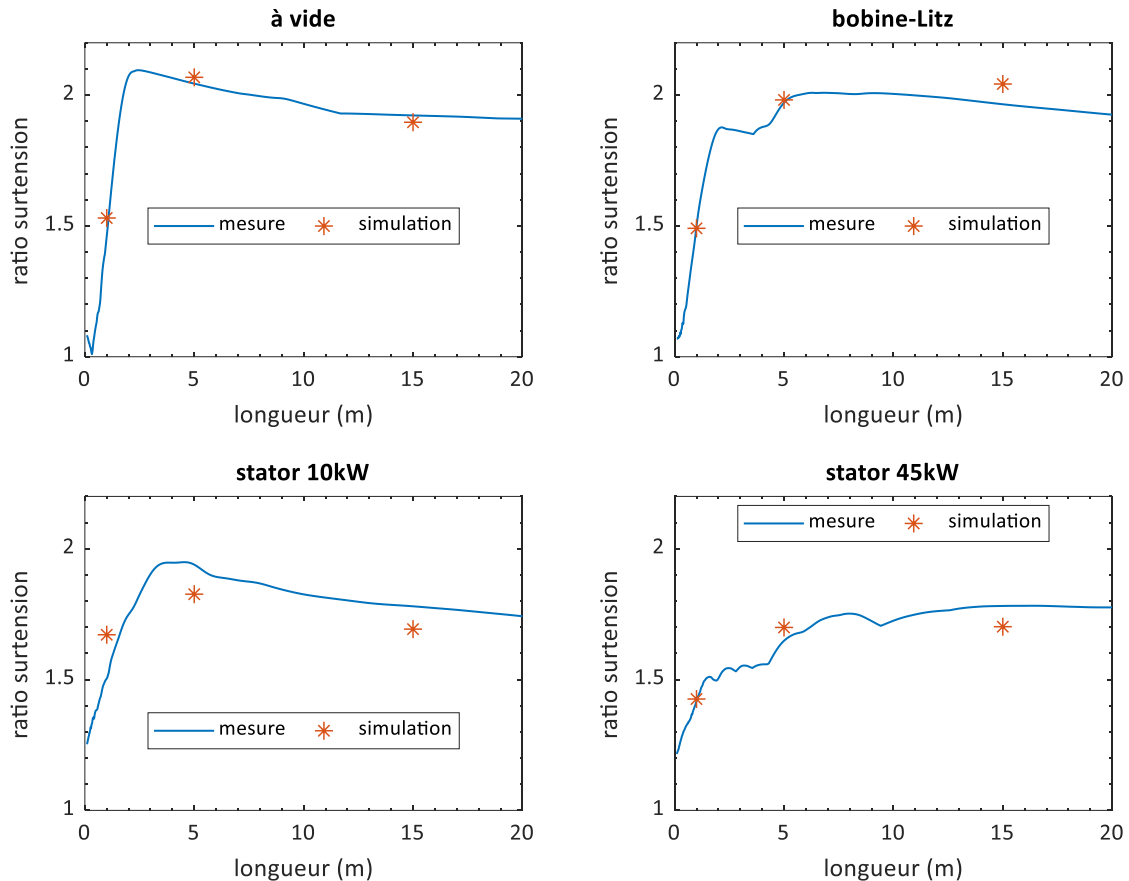 à vide
ratio surtension
2
1.5
1
mesure simulation
0 5 10 15 20
longueur (m)
bobine-Litz
ratio surtension
2
1.5
1
mesure simulation
0 5 10 15 20
longueur (m)
stator 10kW
ratio surtension
2
1.5
1
mesure simulation
0 5 10 15 20
longueur (m)
stator 45kW
ratio surtension
mesure simulation
2
1.5
1
0 5 10 15 20
longueur (m)